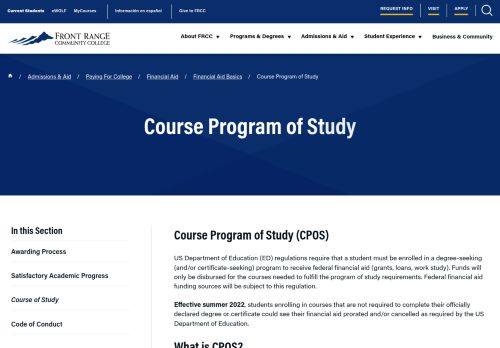 Current Students eWOLF MyCourses Información en español Give to FRCC REQUEST INFO VISIT APPLY
FRONT RANGE
COMMUNITY COLLEGE
About FRCC Programs & Degrees Admissions & Aid Student Experience Business & Community
/ Admissions & Aid / Paying For College / Financial Aid / Financial Aid Basics / Course Program of Study
Course Program of Study
In this Section
Awarding Process
Satisfactory Academic Progress
Course of Study
Code of Conduct
Course Program of Study (CPOS)
US Department of Education (ED) regulations require that a student must be enrolled in a degree-seeking
(and/or certificate-seeking) program to receive federal financial aid (grants, loans, work study). Funds will
only be disbursed for the courses needed to fulfill the program of study requirements. Federal financial aid
funding sources will be subject to this regulation.
Effective summer 2022, students enrolling in courses that are not required to complete their officially
declared degree or certificate could see their financial aid prorated and/or cancelled as required by the US
Department of Education.
What is CPOS?